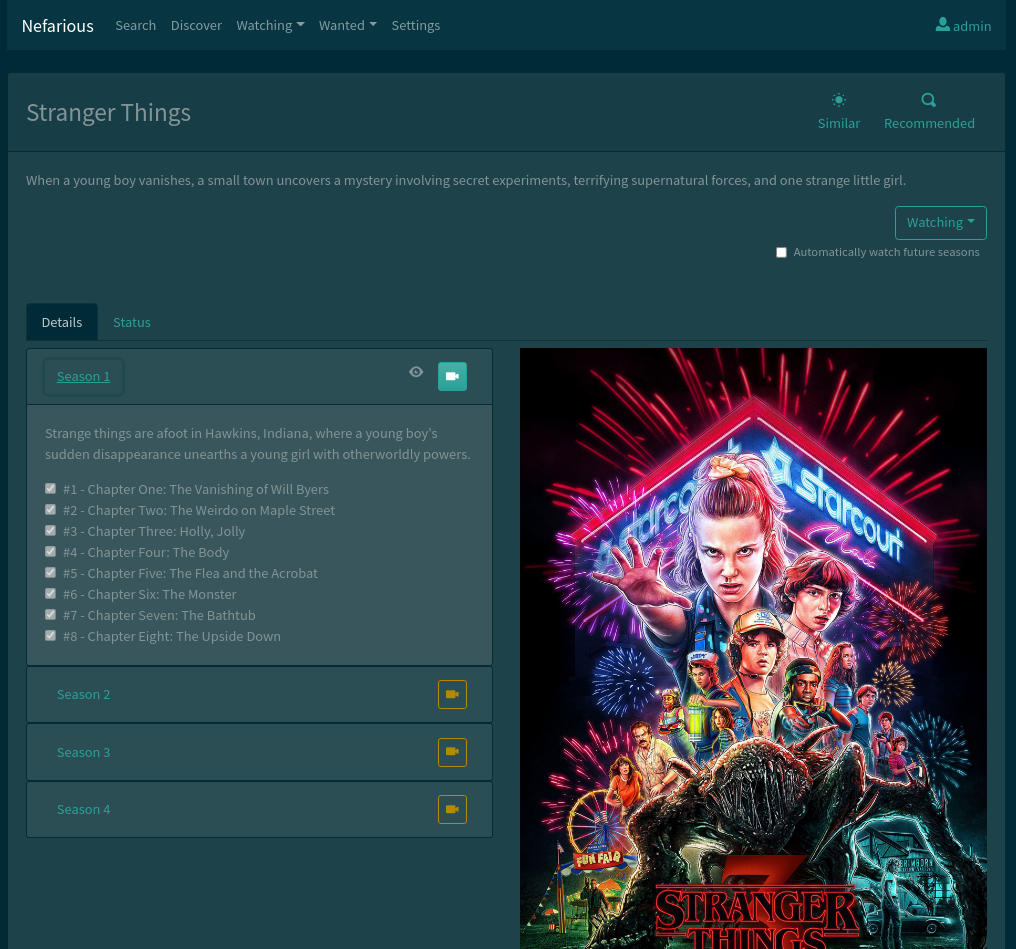 Nefarious Search Discover Watching Wanted Settings admin
Stranger Things
Similar Recommended
When a young boy vanishes, a small town uncovers a mystery involving secret experiments, terrifying supernatural forces, and one strange little girl.
Watching
Automatically watch future seasons
Details Status
Season 1
Strange things are afoot in Hawkins, Indiana, where a young boy's
sudden disappearance unearths a young girl with otherworldly powers.
#1 - Chapter One: The Vanishing of Will Byers
#2 - Chapter Two: The Weirdo on Maple Street
#3 - Chapter Three: Holly, Jolly
#4 - Chapter Four: The Body
#5 - Chapter Five: The Flea and the Acrobat
#6 - Chapter Six: The Monster
#7 - Chapter Seven: The Bathtub
#8 - Chapter Eight: The Upside Down
Season 2
Season 3
Season 4
starcourt
Mall
FUN FAIR
3
STRANGER
THINGS